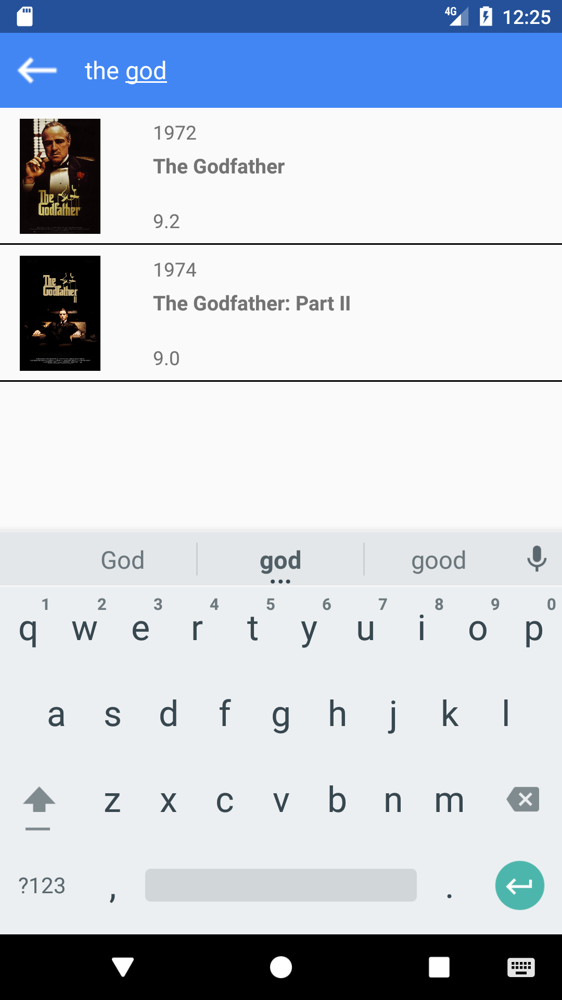 4G 12:25
the god
1972
The Godfather
9.2
The Godfather
1974
The Godfather: Part II
9.0
The Godfather II
God god good
1 2 3 4 5 6 7 8 9 0
q w e r t y u i o p
a s d f g h j k l
z x c v b n m
?123 , .